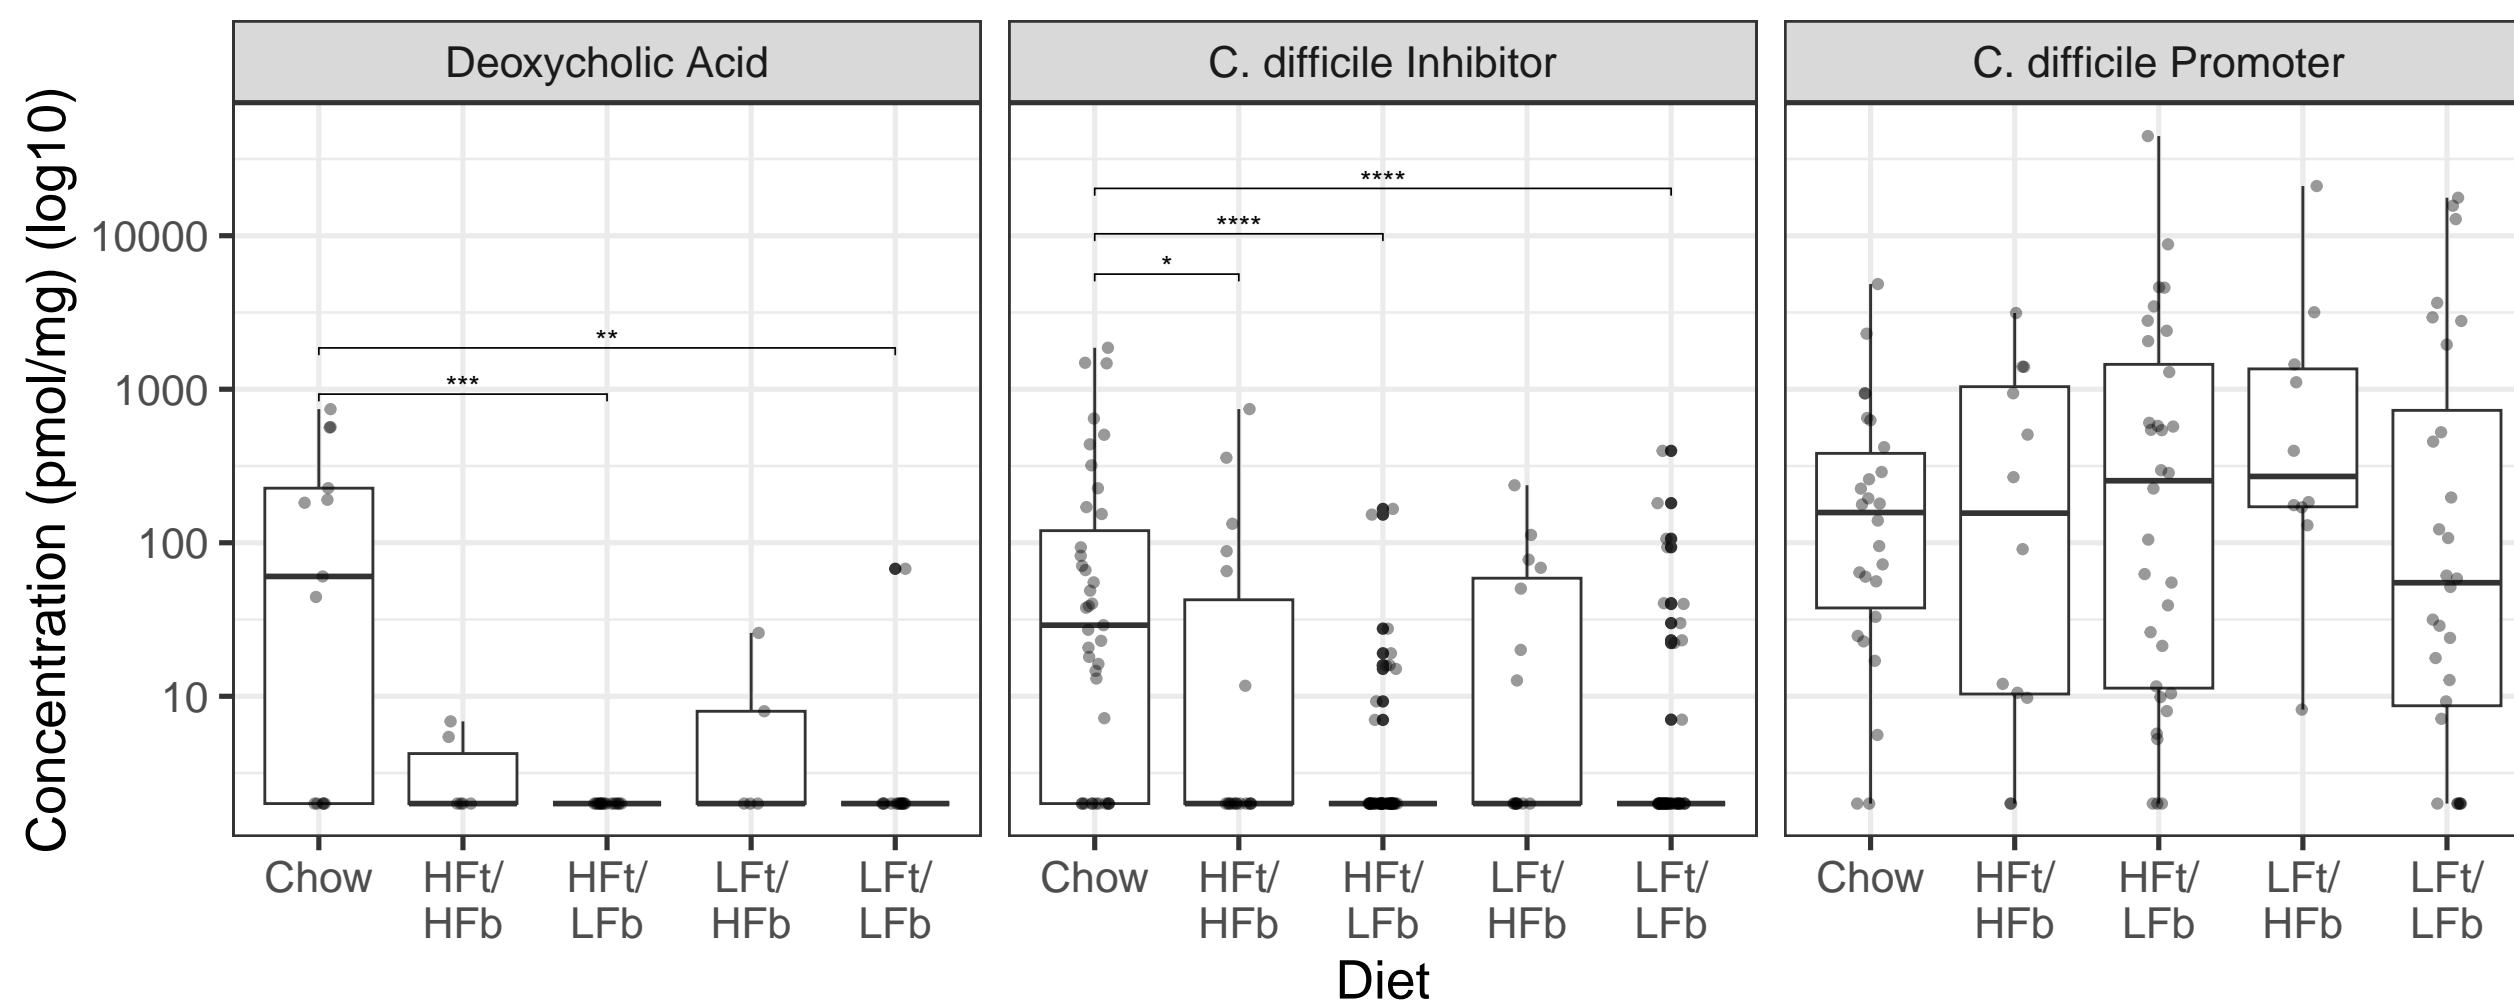 Deoxycholic Acid
C. difficile Inhibitor
C. difficile Promoter
Concentration (pmol/mg) (log10)
10000
1000
100
10
**
***
****
****
*
Chow
HFt/
HFb
HFt/
LFb
LFt/
HFb
LFt/
LFb
Chow
HFt/
HFb
HFt/
LFb
LFt/
HFb
LFt/
LFb
Chow
HFt/
HFb
HFt/
LFb
LFt/
HFb
LFt/
LFb
Diet